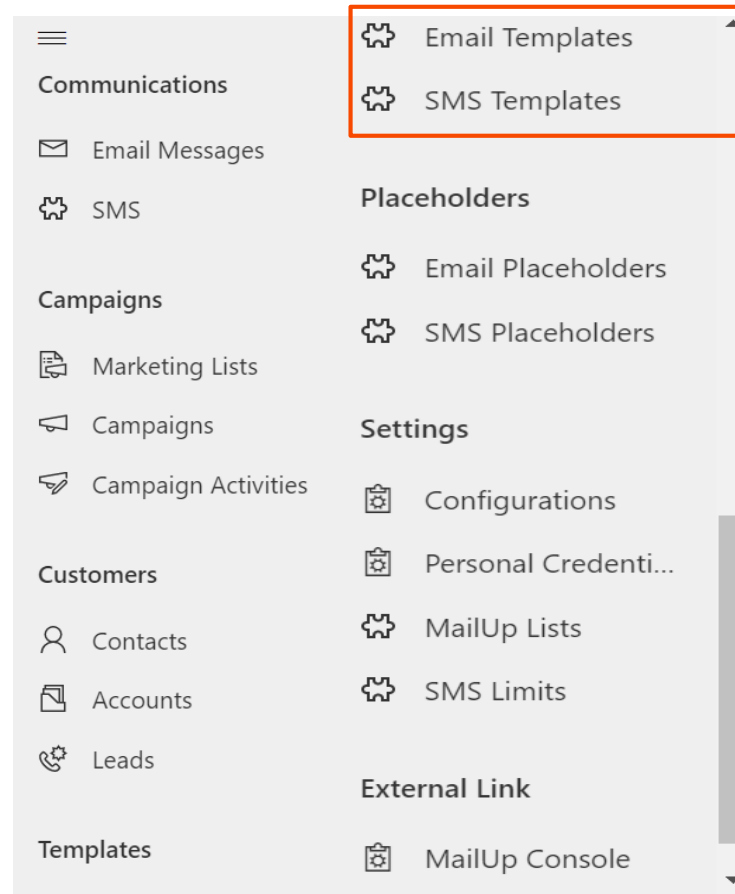 Communications
Email Messages
SMS
Campaigns
Marketing Lists
Campaigns
Campaign Activities
Customers
Contacts
Accounts
Leads
Templates
Email Templates
SMS Templates
Placeholders
Email Placeholders
SMS Placeholders
Settings
Configurations
Personal Credenti...
MailUp Lists
SMS Limits
External Link
MailUp Console